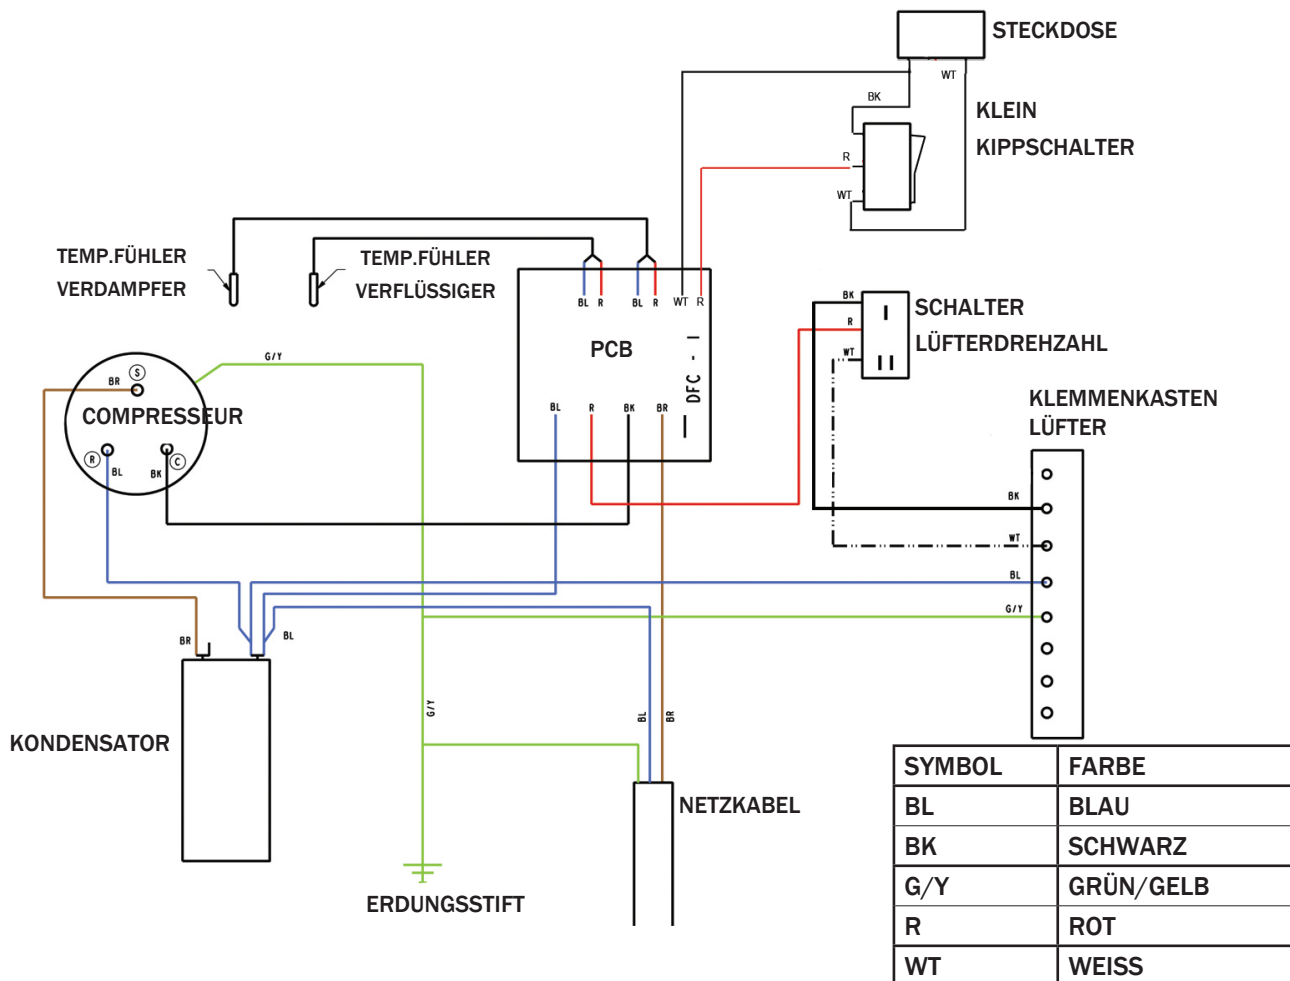 STECKDOSE
WT
BK
KLEIN
KIPPSCHALTER
R
WT
TEMP.FÜHLER
VERDAMPFER
TEMP.FÜHLER
VERFLÜSSIGER
BL R BL R WT R
PCB
DFC - I
BK
R
WT
I
II
SCHALTER
LÜFTERDREHZAHL
G/Y
BR
S
COMPRESSEUR
R
BL
BK
C
BL R BK BR
KLEMMENKASTEN
LÜFTER
BK
WT
BL
G/Y
BR
BL
KONDENSATOR
G/Y
BL
BR
NETZKABEL
ERDUNGSSTIFT
SYMBOL FARBE
BL BLAU
BK SCHWARZ
G/Y GRÜN/GELB
R ROT
WT WEISS